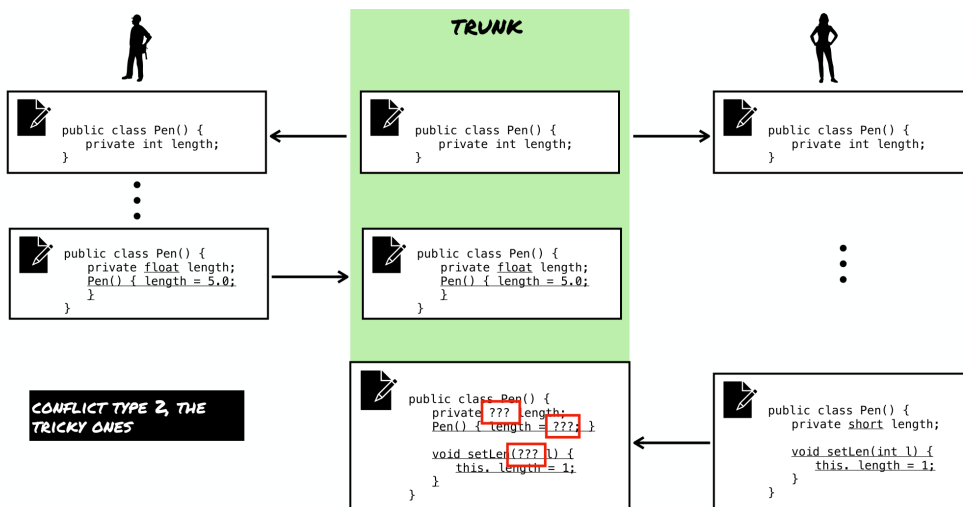 TRUNK
public class Pen() {
private int length;
}
public class Pen() {
private int length;
}
public class Pen() {
private int length;
}
public class Pen() {
private float length;
Pen() { length = 5.0;
}
}
public class Pen() {
private float length;
Pen() { length = 5.0;
}
}
CONFLICT TYPE 2, THE
TRICKY ONES
public class Pen() {
private ??? length;
Pen() { length = ???; }
void setLen(??? l) {
this. length = 1;
}
}
public class Pen() {
private short length;
void setLen(int l) {
this. length = 1;
}
}